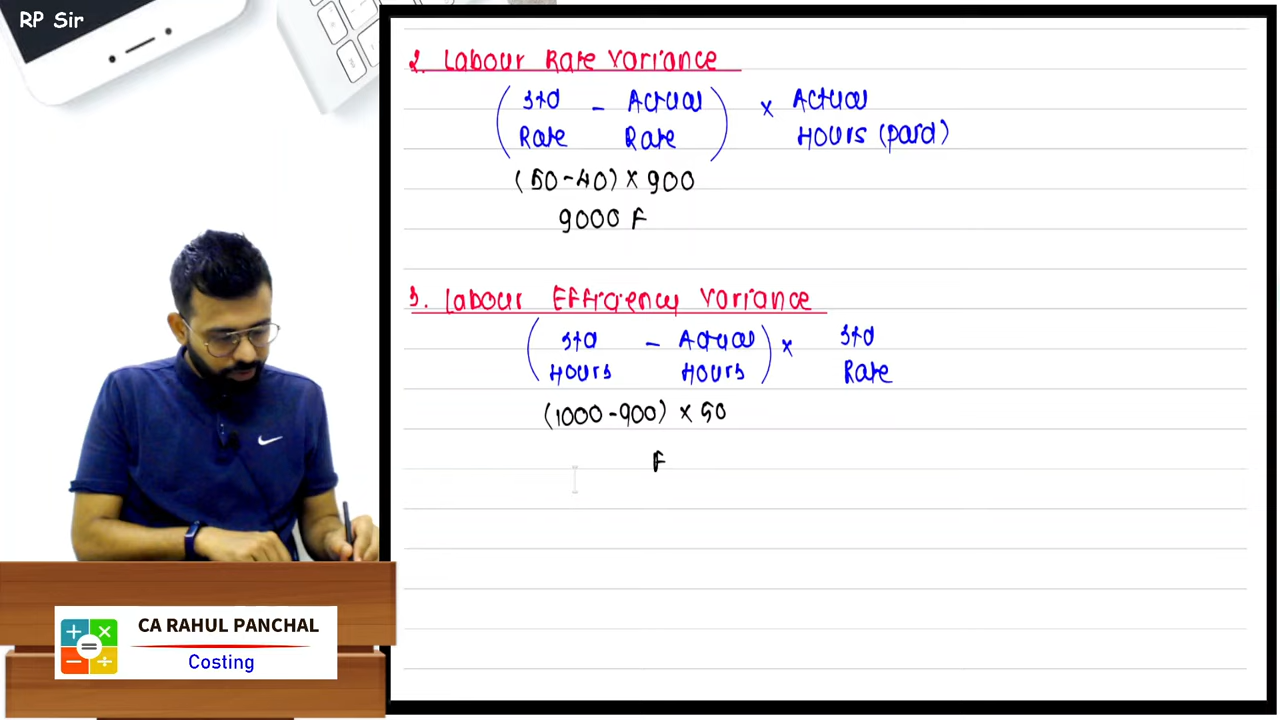 RP Sir
2. Labour Rate Variance
(Std Rate - Actual Rate) × Actual Hours (paid)
(50-40) × 900
9000 F
3. Labour Efficiency Variance
(Std Hours - Actual Hours) × Std Rate
(1000-900) × 50
F
CA RAHUL PANCHAL
Costing